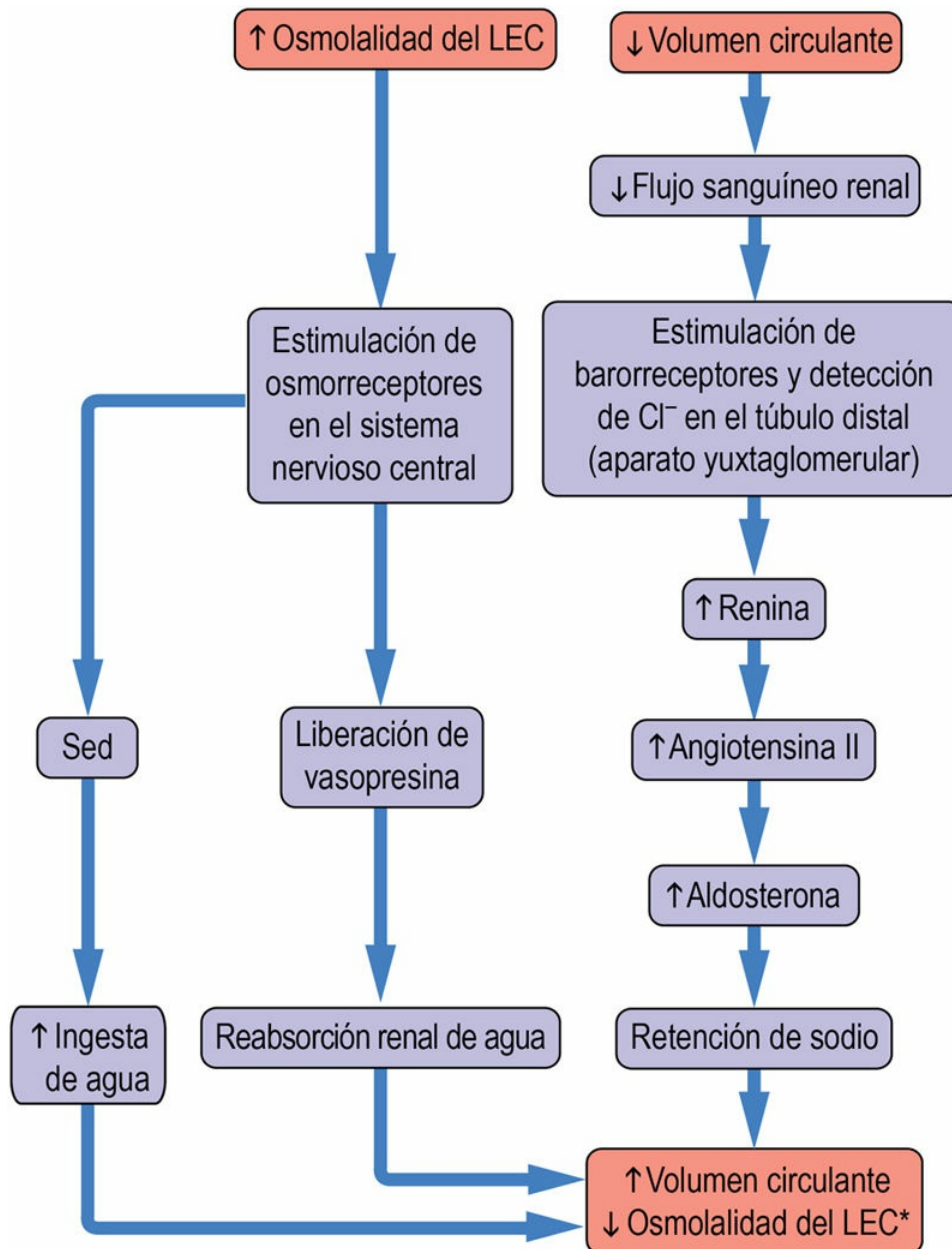 ↑ Osmolalidad del LEC
↓ Volumen circulante
↓ Flujo sanguíneo renal
Estimulación de
osmorreceptores
en el sistema
nervioso central
Estimulación de
barorreceptores y detección
de Cl⁻ en el túbulo distal
(aparato yuxtaglomerular)
↑ Renina
Sed
Liberación de
vasopresina
↑ Angiotensina II
↑ Aldosterona
↑ Ingesta
de agua
Reabsorción renal de agua
Retención de sodio
↑ Volumen circulante
↓ Osmolalidad del LEC*